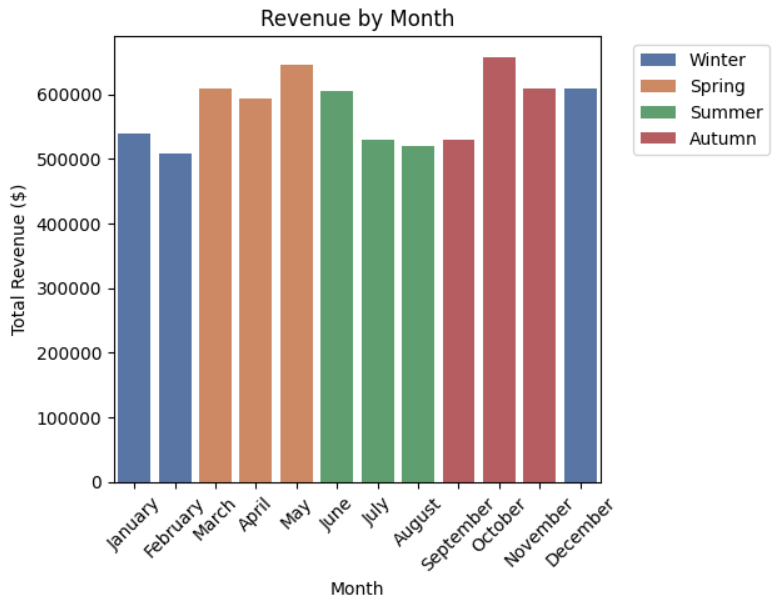 Revenue by Month
Winter
Spring
Summer
Autumn
Total Revenue ($)
600000
500000
400000
300000
200000
100000
0
January
February
March
April
May
June
July
August
September
October
November
December
Month